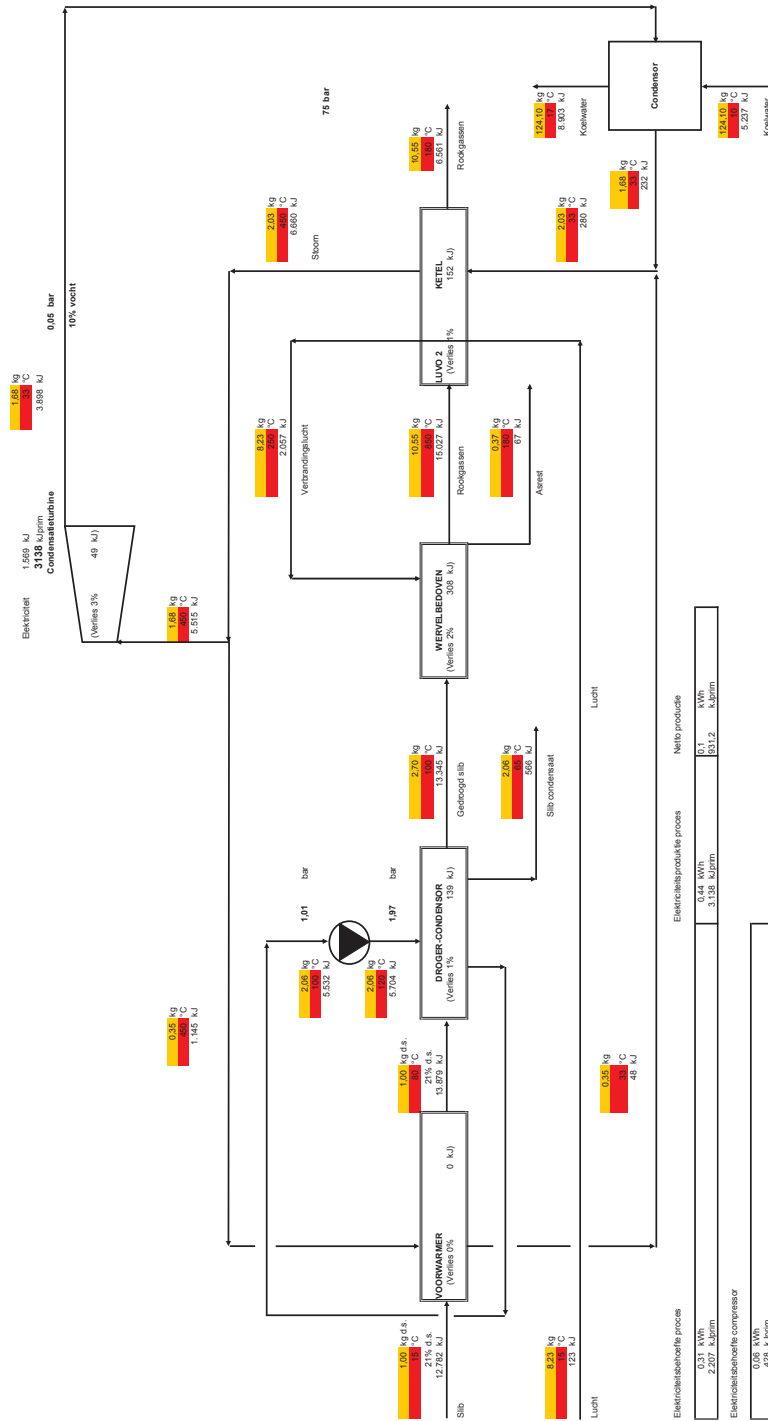 Elektriciteit 1.569 kJ
3138 kJprim
Condensatieturbine
(Verlies 3% 49 kJ)
1,68 kg
33 °C
3.898 kJ
0,05 bar
10% vocht
75 bar
1,68 kg
450 °C
5.515 kJ
2,03 kg
450 °C
6.660 kJ
Stoom
0,35 kg
450 °C
1.145 kJ
8,23 kg
250 °C
2.057 kJ
Verbrandingslucht
1,01 bar
2,06 kg
100 °C
5.532 kJ
1,97 bar
2,06 kg
120 °C
5.704 kJ
1,00 kg d.s.
15 °C
21% d.s.
12.782 kJ
Slib
VOORWARMER
(Verlies 0% 0 kJ)
1,00 kg d.s.
80 °C
21% d.s.
13.879 kJ
DROGER-CONDENSOR
(Verlies 1% 139 kJ)
2,70 kg
100 °C
13.345 kJ
Gedroogd slib
2,06 kg
65 °C
566 kJ
Slib condensaat
WERVELBEDOVEN
(Verlies 2% 308 kJ)
10,55 kg
850 °C
15.027 kJ
Rookgassen
0,37 kg
180 °C
67 kJ
Asrest
LUVO 2 KETEL
(Verlies 1% 152 kJ)
10,55 kg
180 °C
6.561 kJ
Rookgassen
2,03 kg
33 °C
280 kJ
1,68 kg
33 °C
232 kJ
Condensor
124,10 kg
17 °C
8.903 kJ
Koelwater
124,10 kg
10 °C
5.237 kJ
Koelwater
8,23 kg
15 °C
123 kJ
Lucht
Lucht
0,35 kg
33 °C
48 kJ
Elektriciteitsbehoefte proces
0,31 kWh
2.207 kJprim
Elektriciteitsproduktie proces
0,44 kWh
3.138 kJprim
Netto productie
0,1 kWh
931,2 kJprim
Elektriciteitsbehoefte compressor
0,06 kWh
428 kJprim